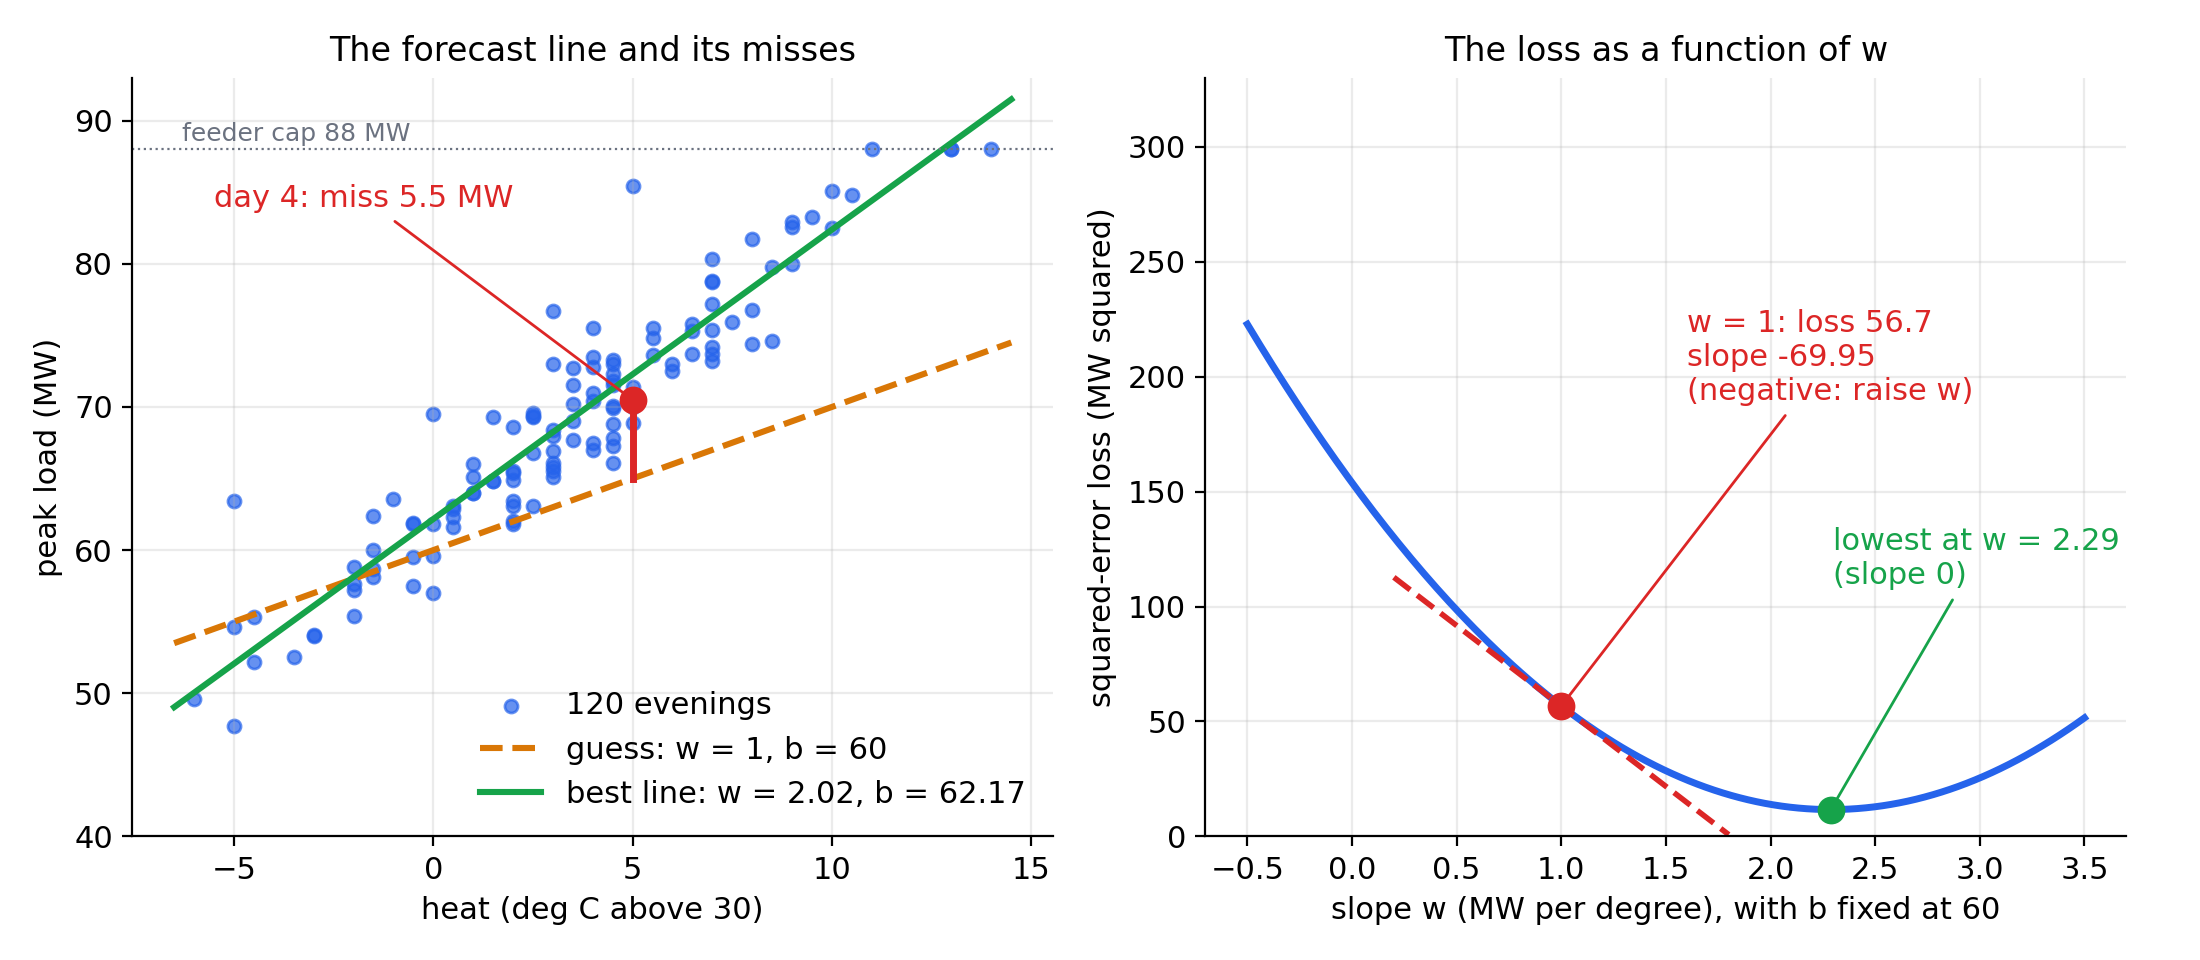 The forecast line and its misses
90
80
70
60
50
40
peak load (MW)
feeder cap 88 MW
day 4: miss 5.5 MW
120 evenings
guess: w = 1, b = 60
best line: w = 2.02, b = 62.17
−5
0
5
10
15
heat (deg C above 30)
The loss as a function of w
300
250
200
150
100
50
0
squared-error loss (MW squared)
w = 1: loss 56.7
slope -69.95
(negative: raise w)
lowest at w = 2.29
(slope 0)
−0.5
0.0
0.5
1.0
1.5
2.0
2.5
3.0
3.5
slope w (MW per degree), with b fixed at 60